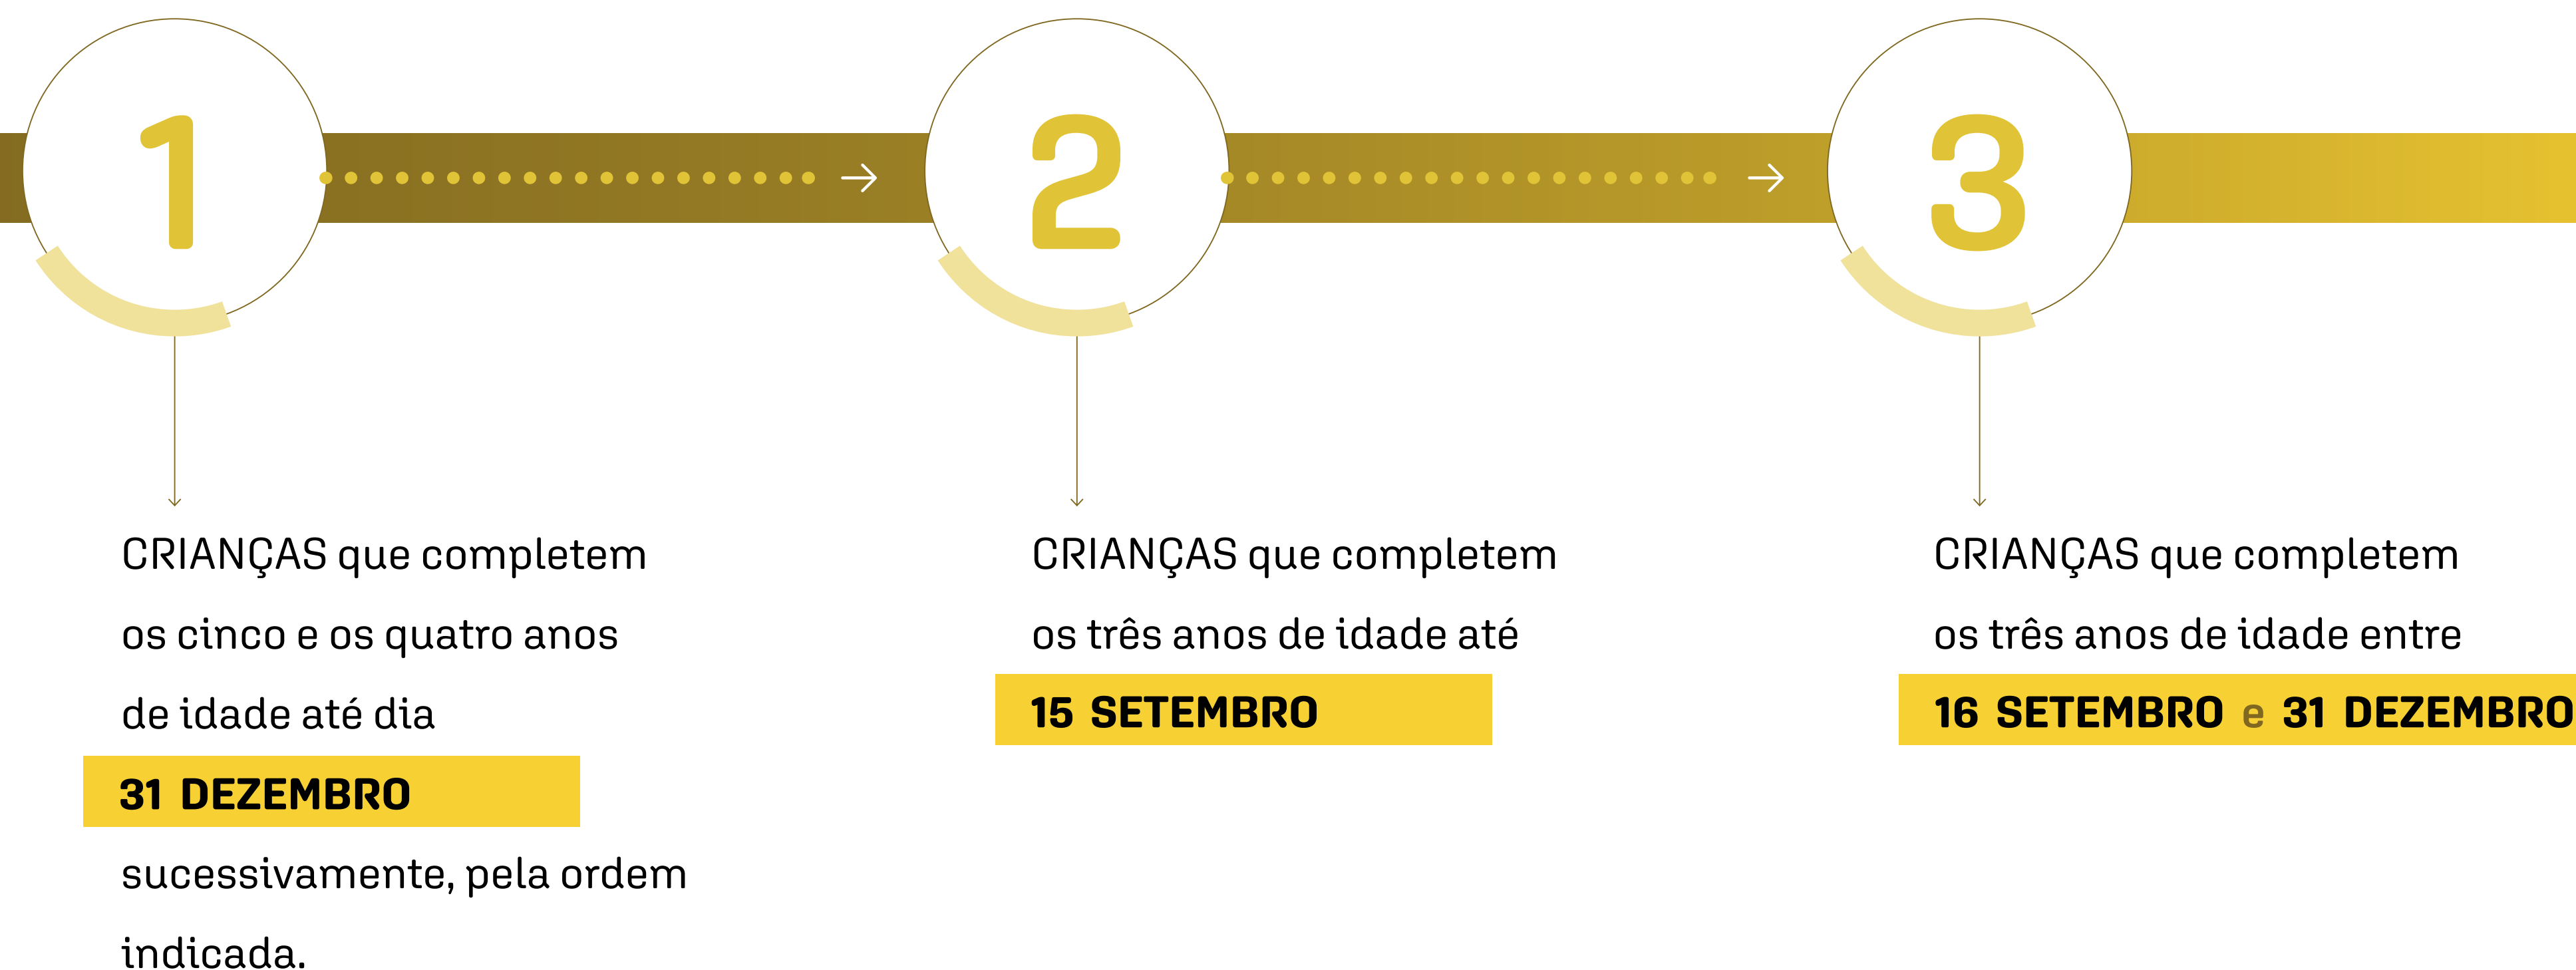 1
CRIANÇAS que completem
os cinco e os quatro anos
de idade até dia
31 DEZEMBRO
sucessivamente, pela ordem
indicada.
2
CRIANÇAS que completem
os três anos de idade até
15 SETEMBRO
3
CRIANÇAS que completem
os três anos de idade entre
16 SETEMBRO e 31 DEZEMBRO